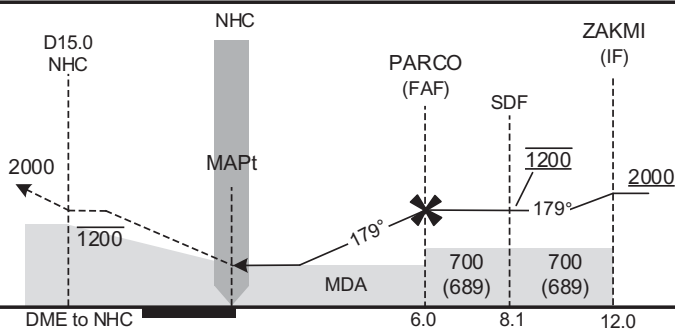 NHC
D15.0
NHC
ZAKMI
(IF)
PARCO
(FAF)
SDF
MAPt
2000
1200
2000
179°
179°
1200
MDA
700
(689)
700
(689)
DME to NHC
6.0
8.1
12.0